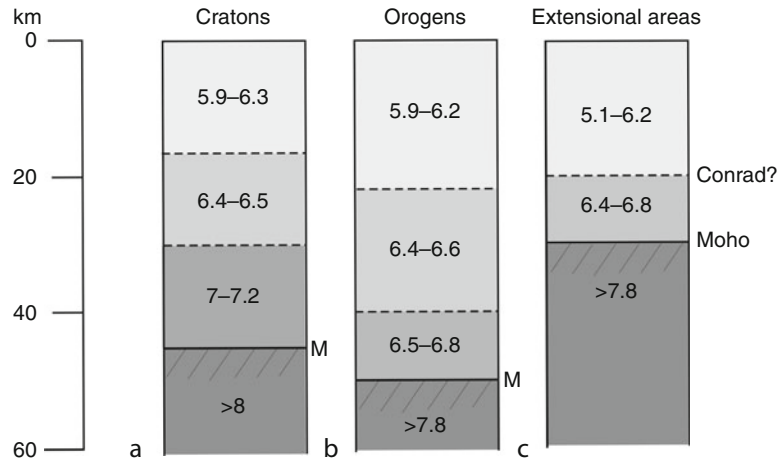 km
Cratons
Orogens
Extensional areas
0
20
40
60
5.9–6.3
6.4–6.5
7–7.2
M
>8
a
5.9–6.2
6.4–6.6
6.5–6.8
M
>7.8
b
5.1–6.2
Conrad?
6.4–6.8
Moho
>7.8
c